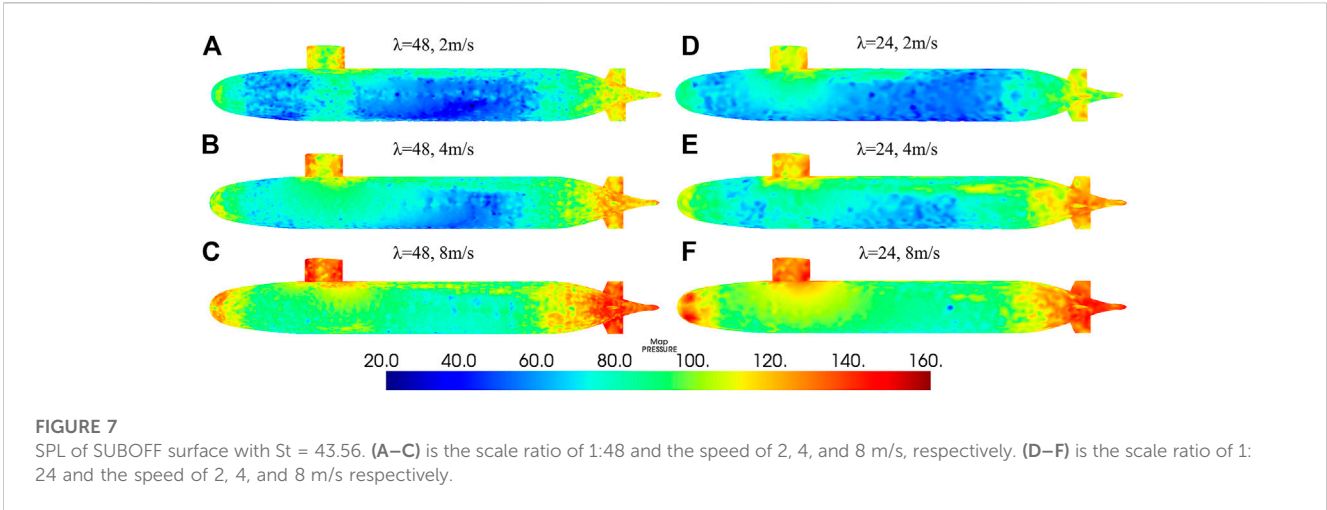 A
λ=48, 2m/s
D
λ=24, 2m/s
B
λ=48, 4m/s
E
λ=24, 4m/s
C
λ=48, 8m/s
F
λ=24, 8m/s
Map
PRESSURE
20.0 40.0 60.0 80.0 100. 120. 140. 160.
FIGURE 7
SPL of SUBOFF surface with St = 43.56. (A–C) is the scale ratio of 1:48 and the speed of 2, 4, and 8 m/s, respectively. (D–F) is the scale ratio of 1:
24 and the speed of 2, 4, and 8 m/s respectively.